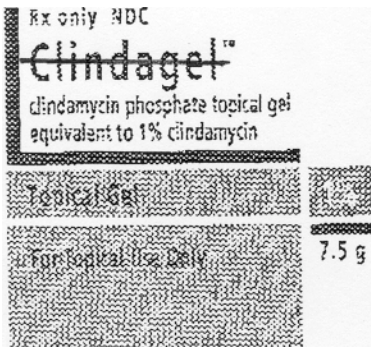 Rx only NDC
Clindagel™
clindamycin phosphate topical gel
equivalent to 1% clindamycin
Topical Gel
1%
For Topical Use Only
7.5 g